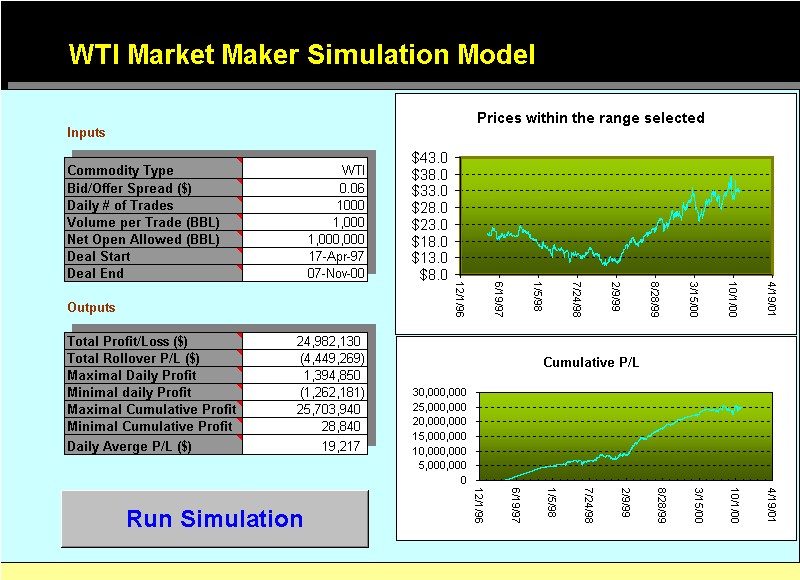 WTI Market Maker Simulation Model
Inputs
Commodity Type WTI
Bid/Offer Spread ($) 0.06
Daily # of Trades 1000
Volume per Trade (BBL) 1,000
Net Open Allowed (BBL) 1,000,000
Deal Start 17-Apr-97
Deal End 07-Nov-00
Outputs
Total Profit/Loss ($) 24,982,130
Total Rollover P/L ($) (4,449,269)
Maximal Daily Profit 1,394,850
Minimal daily Profit (1,262,181)
Maximal Cumulative Profit 25,703,940
Minimal Cumulative Profit 28,840
Daily Averge P/L ($) 19,217
Run Simulation
Prices within the range selected
$43.0
$38.0
$33.0
$28.0
$23.0
$18.0
$13.0
$8.0
12/1/96 6/19/97 1/5/98 7/24/98 2/9/99 8/28/99 3/15/00 10/1/00 4/19/01
Cumulative P/L
30,000,000
25,000,000
20,000,000
15,000,000
10,000,000
5,000,000
0
12/1/96 6/19/97 1/5/98 7/24/98 2/9/99 8/28/99 3/15/00 10/1/00 4/19/01